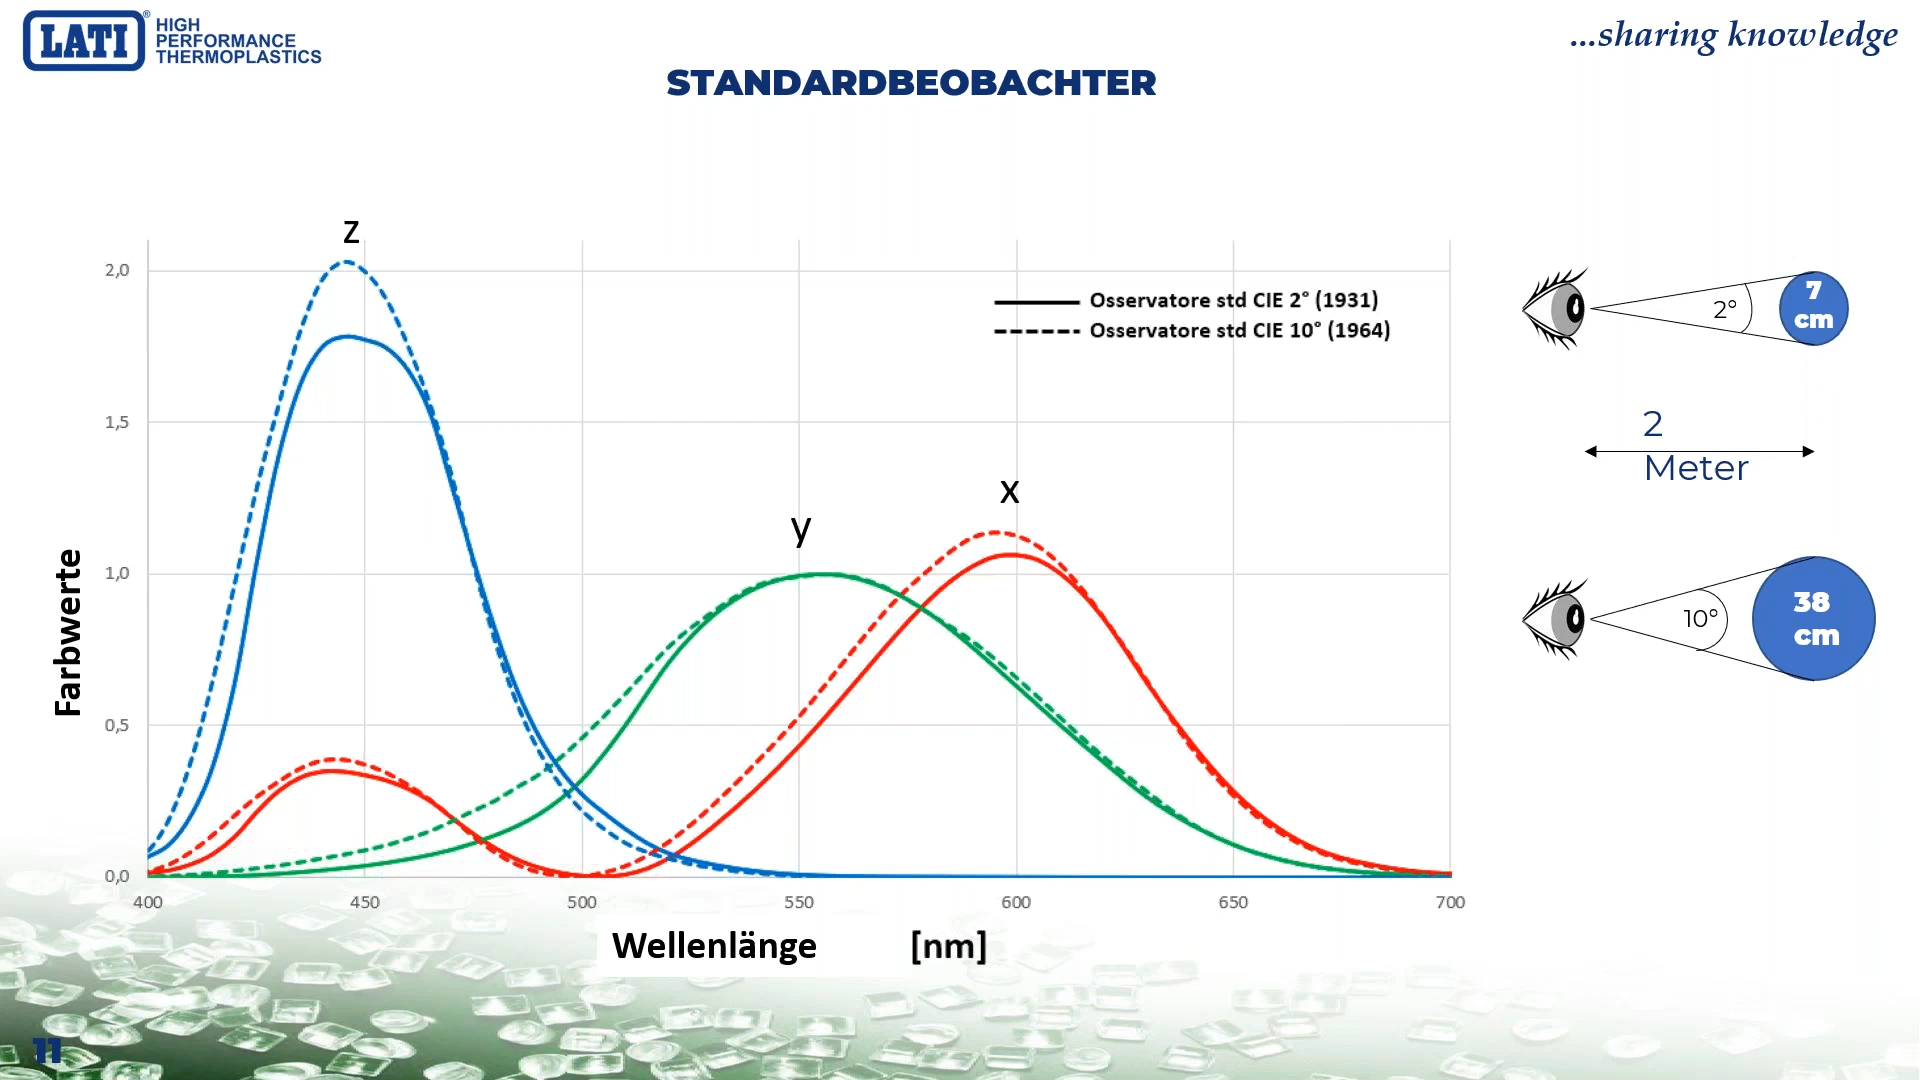 LATI®
HIGH
PERFORMANCE
THERMOPLASTICS
...sharing knowledge
STANDARDBEOBACHTER
z
y
x
Osservatore std CIE 2° (1931)
Osservatore std CIE 10° (1964)
2,0
1,5
1,0
0,5
0,0
Farbwerte
400 450 500 550 600 650 700
Wellenlänge [nm]
2°
7
cm
2
Meter
10°
38
cm
11